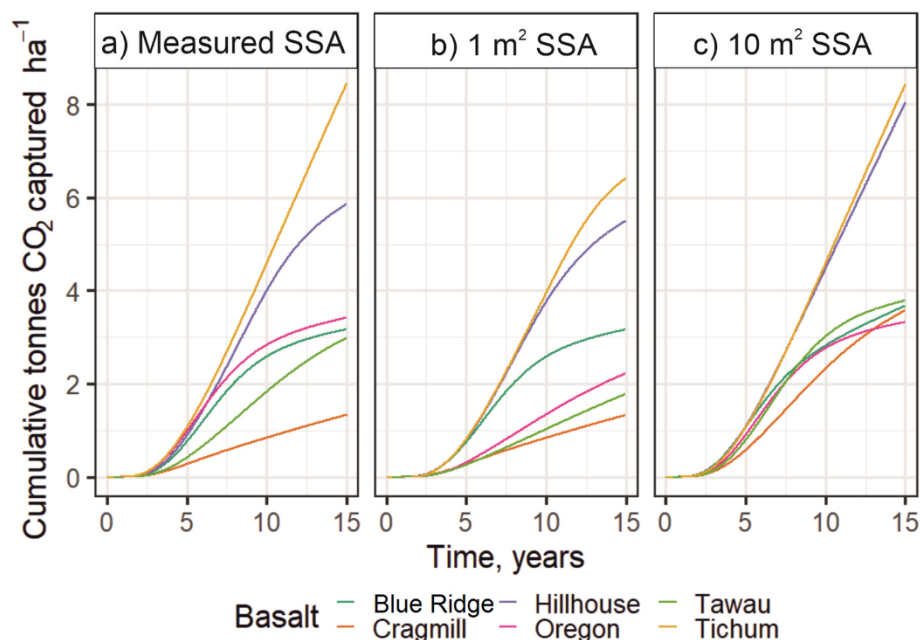 a) Measured SSA
b) 1 m² SSA
c) 10 m² SSA
Cumulative tonnes CO₂ captured ha⁻¹
8
6
4
2
0
0 5 10 15 0 5 10 15 0 5 10 15
Time, years
Basalt
Blue Ridge Hillhouse Tawau
Cragmill Oregon Tichum